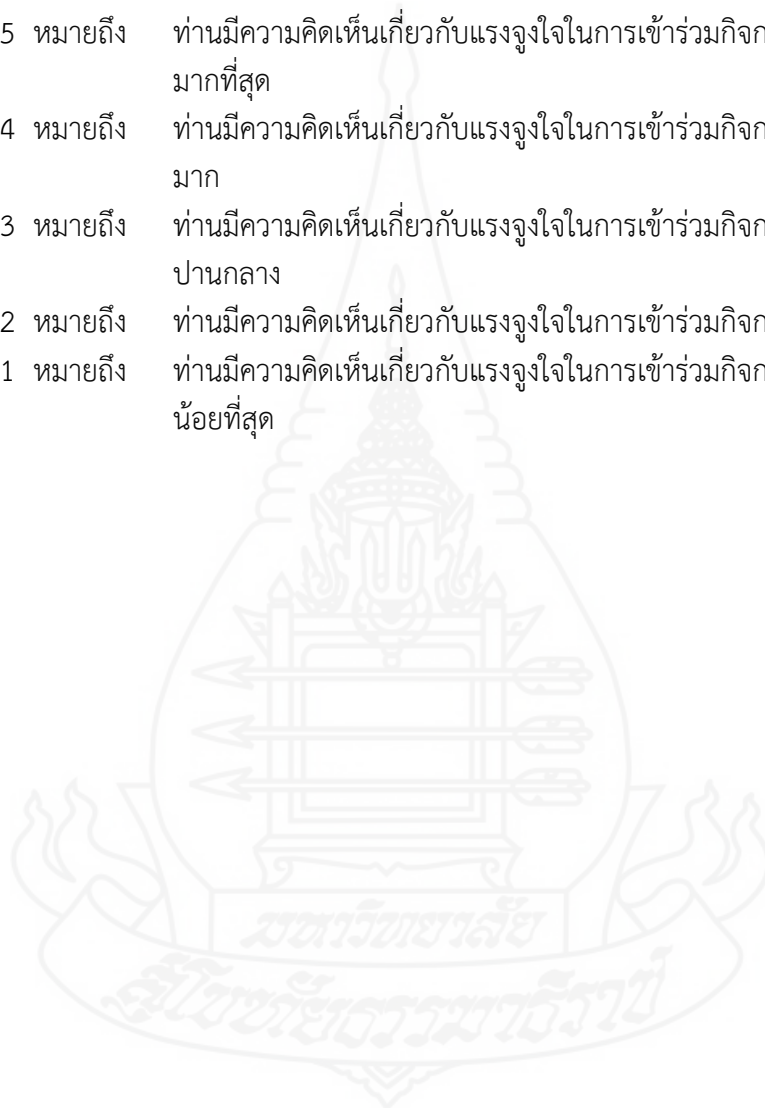 5 หมายถึง ท่านมีความคิดเห็นเกี่ยวกับแรงจูงใจในการเข้าร่วมกิจก
มากที่สุด
4 หมายถึง ท่านมีความคิดเห็นเกี่ยวกับแรงจูงใจในการเข้าร่วมกิจก
มาก
3 หมายถึง ท่านมีความคิดเห็นเกี่ยวกับแรงจูงใจในการเข้าร่วมกิจก
ปานกลาง
2 หมายถึง ท่านมีความคิดเห็นเกี่ยวกับแรงจูงใจในการเข้าร่วมกิจก
1 หมายถึง ท่านมีความคิดเห็นเกี่ยวกับแรงจูงใจในการเข้าร่วมกิจก
น้อยที่สุด
มหาวิทยาลัย
สุโขทัยธรรมาธิราช